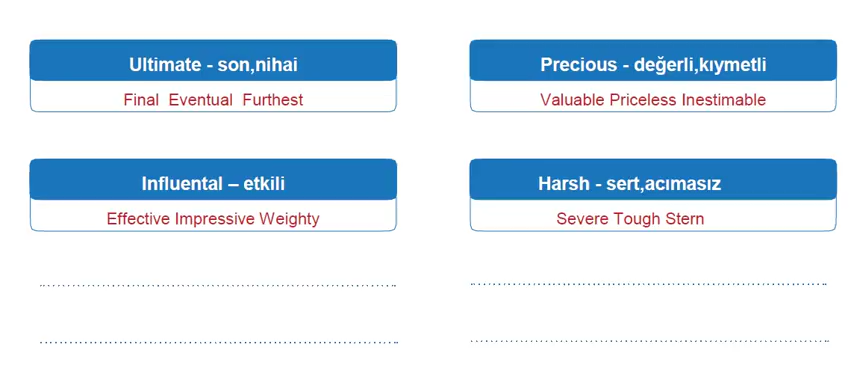 Ultimate - son,nihai
Final Eventual Furthest
Precious - değerli,kıymetli
Valuable Priceless Inestimable
Influental – etkili
Effective Impressive Weighty
Harsh - sert,acımasız
Severe Tough Stern